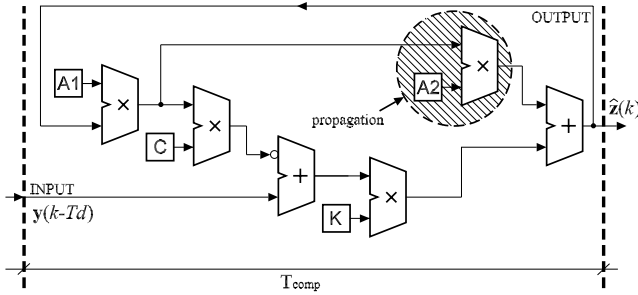 OUTPUT
A1
×
A2
×
propagation
C
×
ẑ(k)
+
+
INPUT
y(k-Td)
K
×
Tcomp